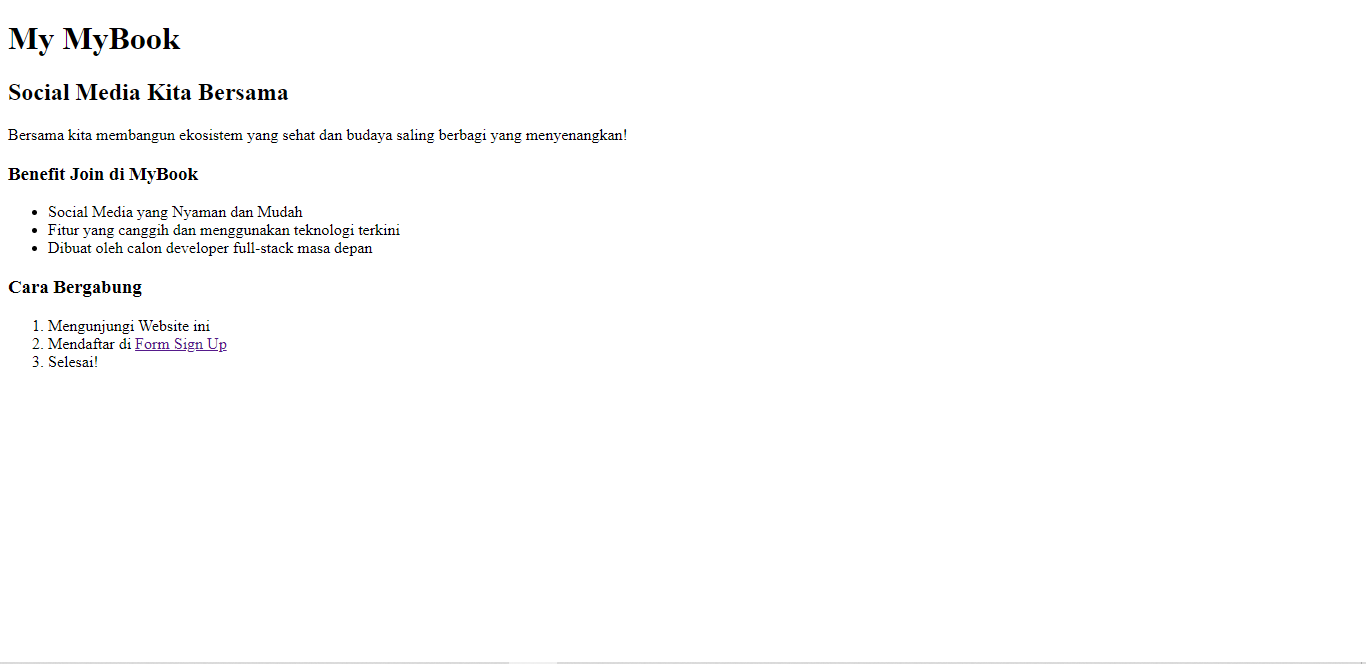 My MyBook
Social Media Kita Bersama
Bersama kita membangun ekosistem yang sehat dan budaya saling berbagi yang menyenangkan!
Benefit Join di MyBook
• Social Media yang Nyaman dan Mudah
• Fitur yang canggih dan menggunakan teknologi terkini
• Dibuat oleh calon developer full-stack masa depan
Cara Bergabung
1. Mengunjungi Website ini
2. Mendaftar di Form Sign Up
3. Selesai!